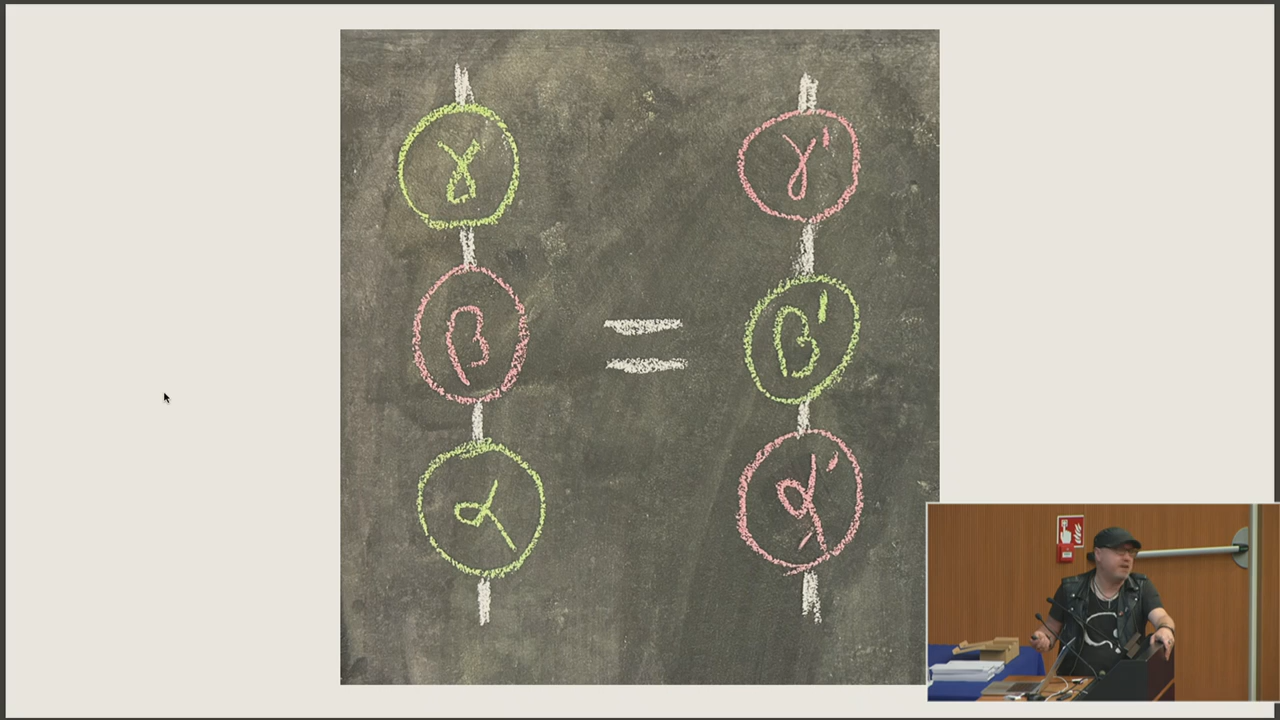 γ γ'
β = β'
α α'